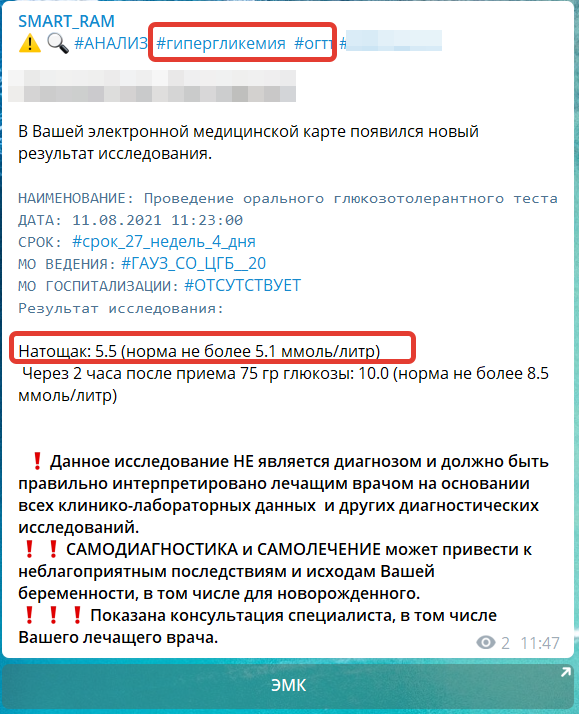 SMART_RAM
#АНАЛИЗ #гипергликемия #огтт #
В Вашей электронной медицинской карте появился новый
результат исследования.
НАИМЕНОВАНИЕ: Проведение орального глюкозотолерантного теста
ДАТА: 11.08.2021 11:23:00
СРОК: #срок_27_недель_4_дня
МО ВЕДЕНИЯ: #ГАУЗ_СО_ЦГБ__20
МО ГОСПИТАЛИЗАЦИИ: #ОТСУТСТВУЕТ
Результат исследования:
Натощак: 5.5 (норма не более 5.1 ммоль/литр)
Через 2 часа после приема 75 гр глюкозы: 10.0 (норма не более 8.5
ммоль/литр)
❗ Данное исследование НЕ является диагнозом и должно быть
правильно интерпретировано лечащим врачом на основании
всех клинико-лабораторных данных и других диагностических
исследований.
❗ ❗ САМОДИАГНОСТИКА и САМОЛЕЧЕНИЕ может привести к
неблагоприятным последствиям и исходам Вашей
беременности, в том числе для новорожденного.
❗ ❗ ❗ Показана консультация специалиста, в том числе
Вашего лечащего врача.
2 11:47
ЭМК